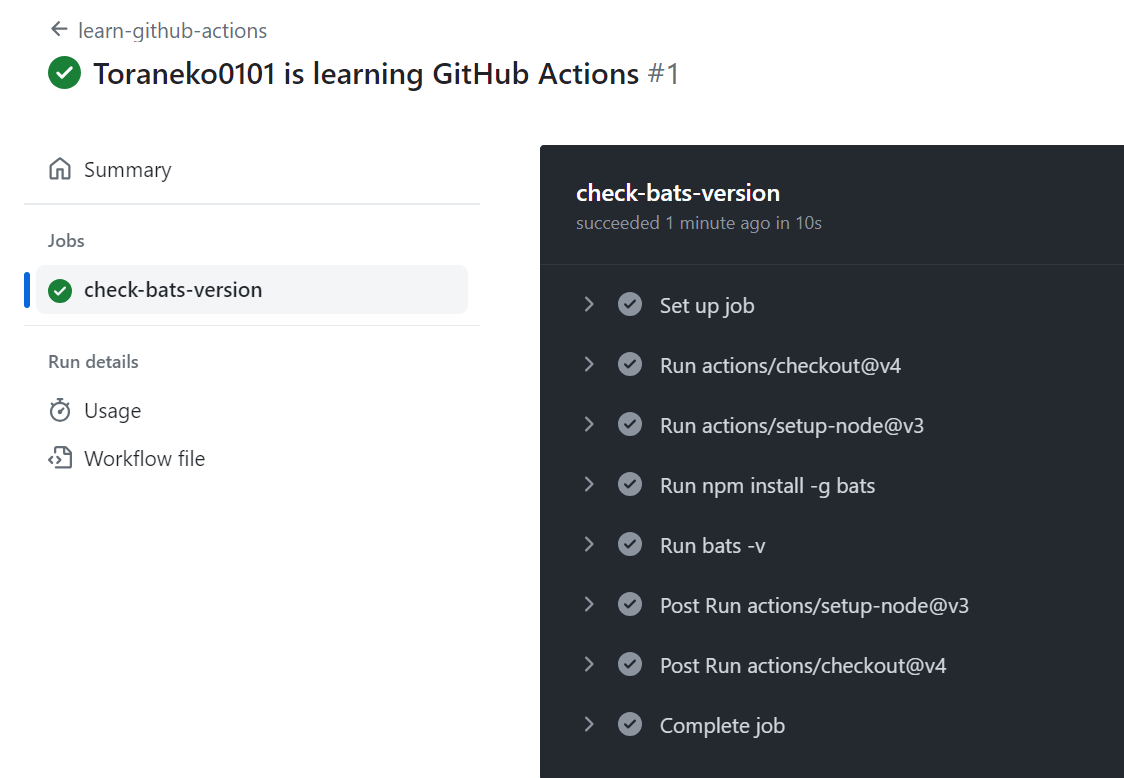 learn-github-actions
Toraneko0101 is learning GitHub Actions #1
Summary
Jobs
check-bats-version
Run details
Usage
Workflow file
check-bats-version
succeeded 1 minute ago in 10s
Set up job
Run actions/checkout@v4
Run actions/setup-node@v3
Run npm install -g bats
Run bats -v
Post Run actions/setup-node@v3
Post Run actions/checkout@v4
Complete job